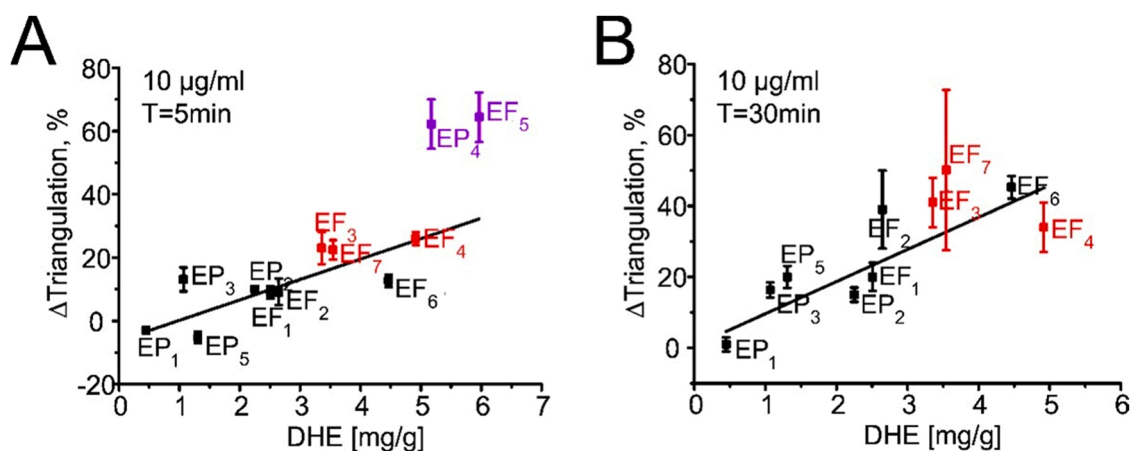 A
10 µg/ml
T=5min
ΔTriangulation, %
80
60
40
20
0
-20
EF5
EP4
EF3
EF7
EF4
EP3
EP2
EF2
EF1
EF6
EP1
EP5
0 1 2 3 4 5 6 7
DHE [mg/g]
B
10 µg/ml
T=30min
ΔTriangulation, %
80
60
40
20
0
EF7
EF6
EF3
EF2
EF4
EP5
EF1
EP3
EP2
EP1
0 1 2 3 4 5 6
DHE [mg/g]